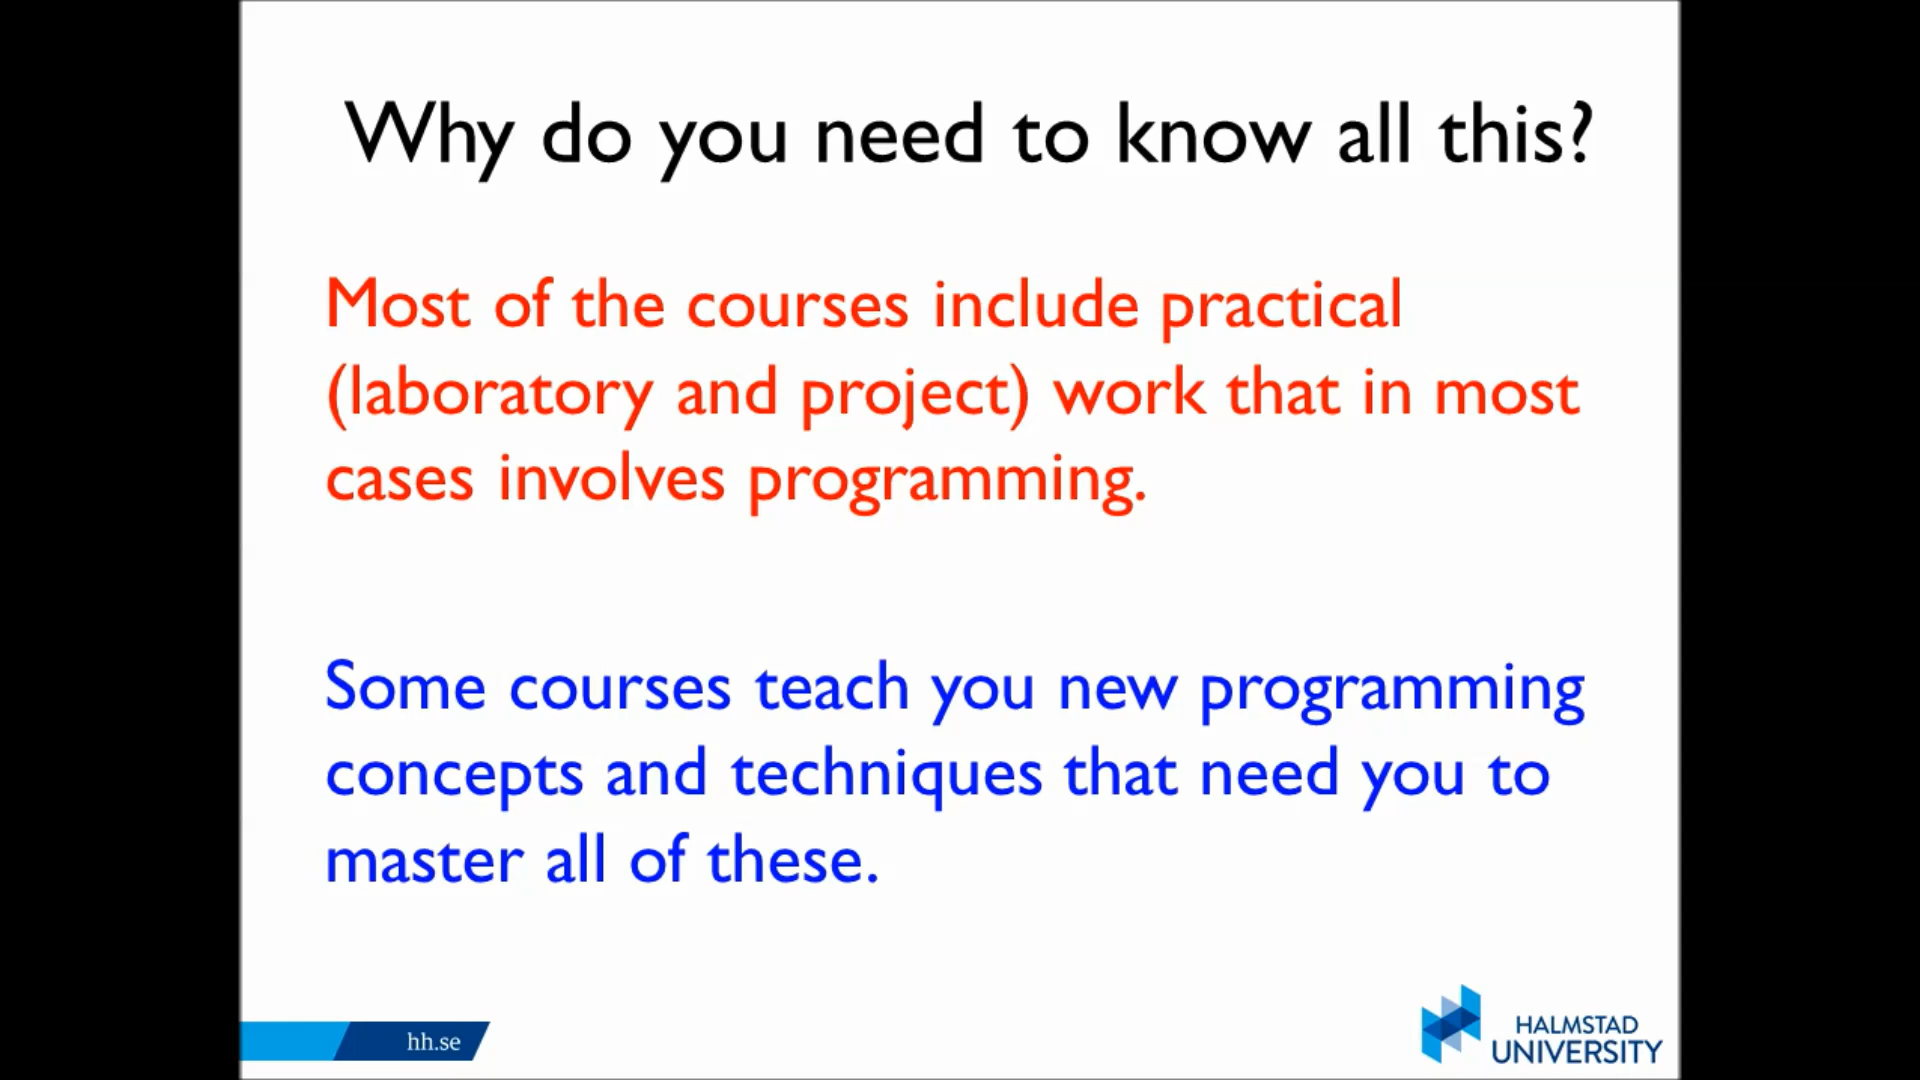 Why do you need to know all this?
Most of the courses include practical
(laboratory and project) work that in most
cases involves programming.
Some courses teach you new programming
concepts and techniques that need you to
master all of these.
hh.se
HALMSTAD
UNIVERSITY